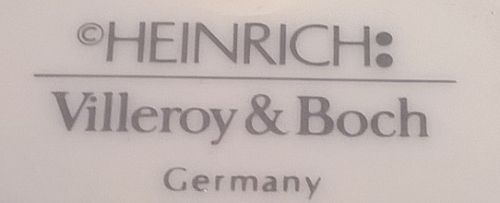 ©HEINRICH:
Villeroy & Boch
Germany